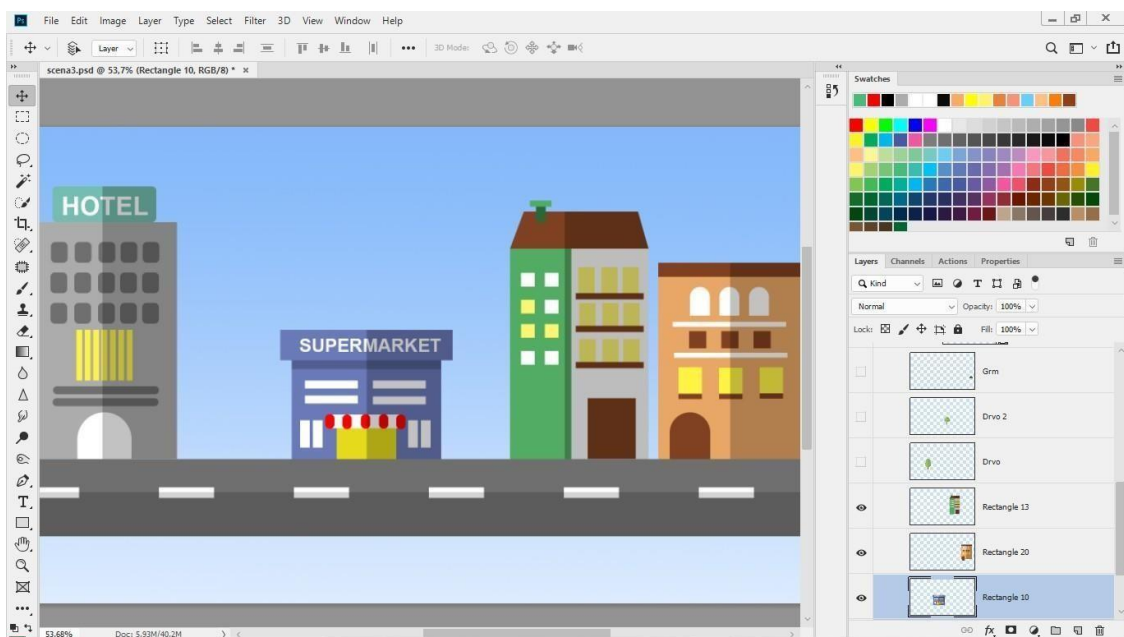 Ps File Edit Image Layer Type Select Filter 3D View Window Help
Layer 3D Mode:
scena3.psd @ 53,7% (Rectangle 10, RGB/8) *
Swatches
HOTEL
SUPERMARKET
Layers Channels Actions Properties
Kind
Normal Opacity: 100%
Lock: Fill: 100%
Grm
Drvo 2
Drvo
Rectangle 13
Rectangle 20
Rectangle 10
53.68% Doc: 5.93M/40.2M